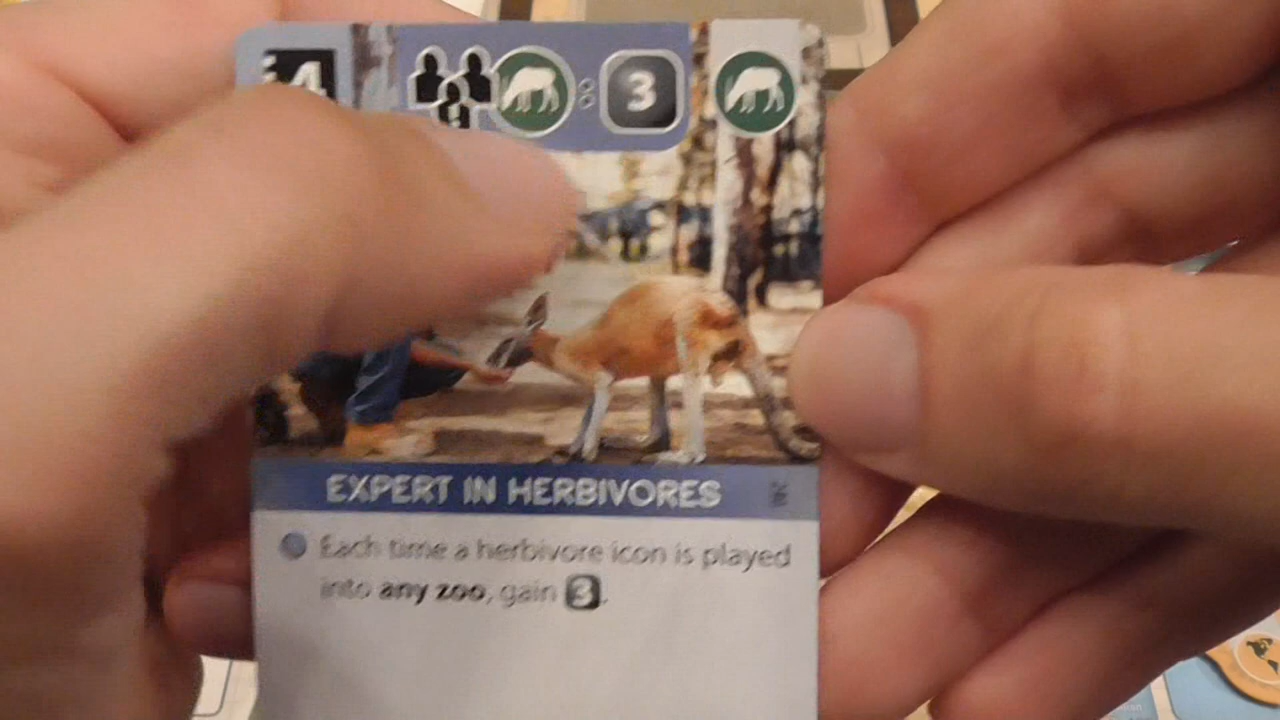 3
EXPERT IN HERBIVORES
Each time a herbivore icon is played
into any zoo, gain 3.